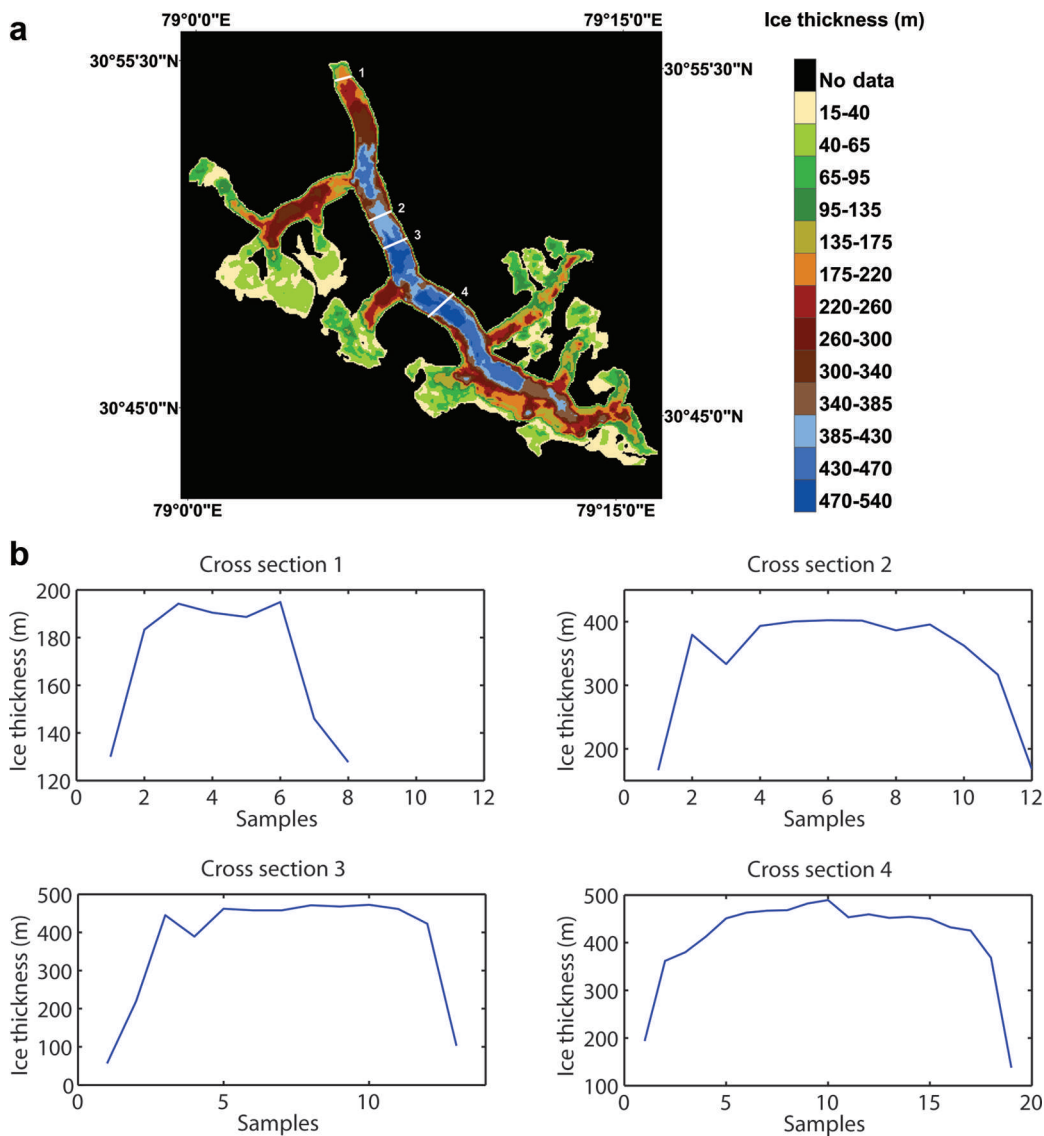 a
79°0'0"E
79°15'0"E
Ice thickness (m)
30°55'30"N
30°55'30"N
1
2
3
4
30°45'0"N
30°45'0"N
79°0'0"E
79°15'0"E
No data
15-40
40-65
65-95
95-135
135-175
175-220
220-260
260-300
300-340
340-385
385-430
430-470
470-540
b
Cross section 1
Ice thickness (m)
200
180
160
140
120
0 2 4 6 8 10 12
Samples
Cross section 2
Ice thickness (m)
400
300
200
0 2 4 6 8 10 12
Samples
Cross section 3
Ice thickness (m)
500
400
300
200
100
0
0 5 10
Samples
Cross section 4
Ice thickness (m)
500
400
300
200
100
0 5 10 15 20
Samples